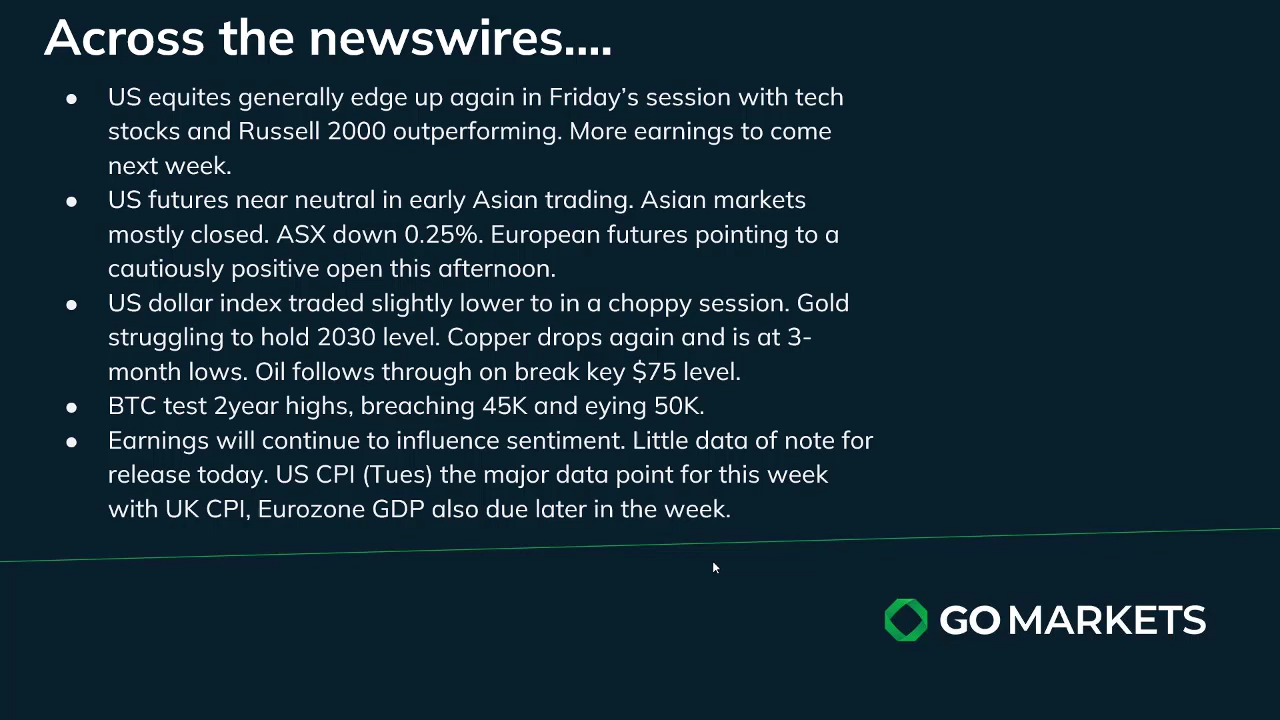 Across the newswires....
● US equites generally edge up again in Friday's session with tech
stocks and Russell 2000 outperforming. More earnings to come
next week.
● US futures near neutral in early Asian trading. Asian markets
mostly closed. ASX down 0.25%. European futures pointing to a
cautiously positive open this afternoon.
● US dollar index traded slightly lower to in a choppy session. Gold
struggling to hold 2030 level. Copper drops again and is at 3-
month lows. Oil follows through on break key $75 level.
● BTC test 2year highs, breaching 45K and eying 50K.
● Earnings will continue to influence sentiment. Little data of note for
release today. US CPI (Tues) the major data point for this week
with UK CPI, Eurozone GDP also due later in the week.
GO MARKETS